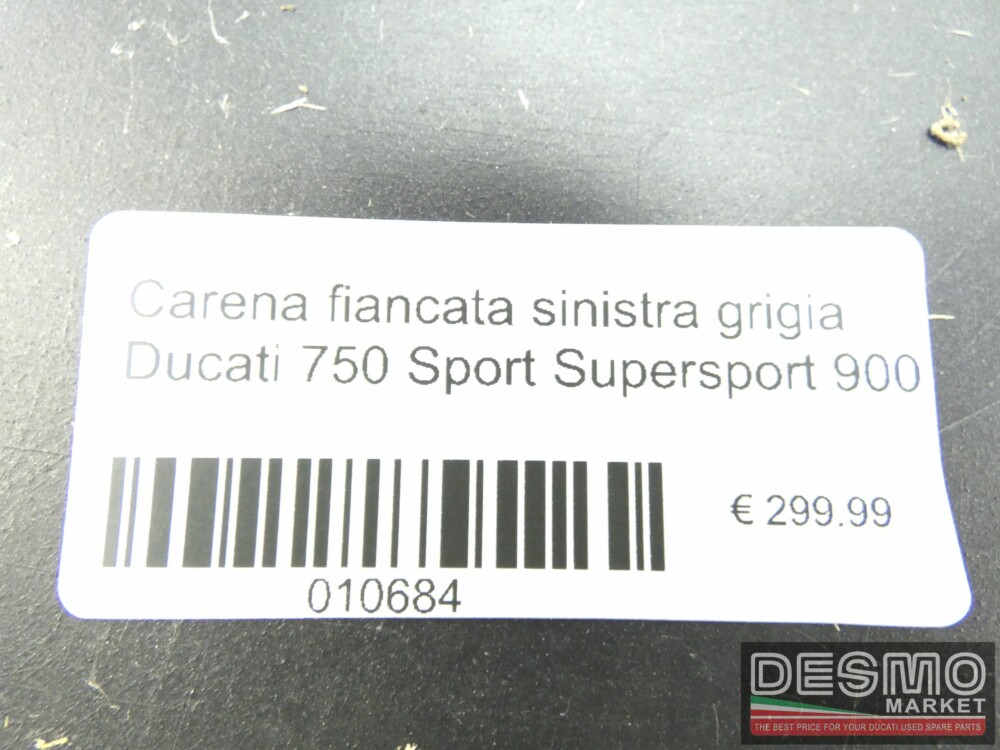 Carena fiancata sinistra grigia
Ducati 750 Sport Supersport 900
€ 299.99
010684
DESMO
MARKET
THE BEST PRICE FOR YOUR DUCATI USED SPARE PARTS